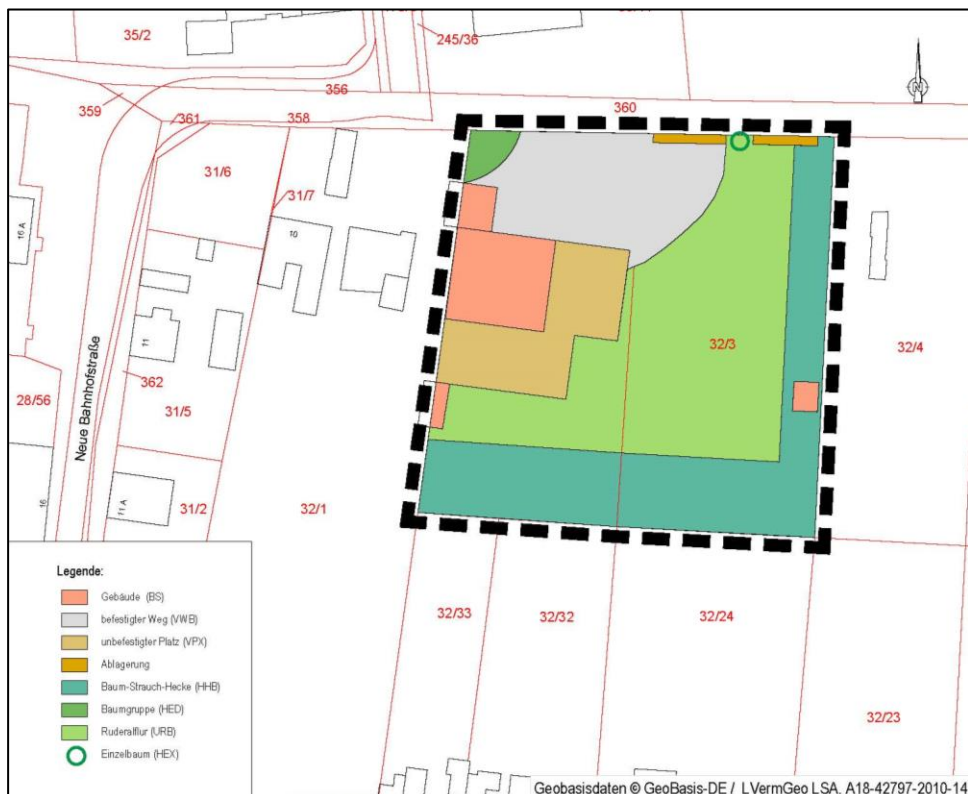 35/2
245/36
356
359
360
361
358
N
31/6
31/7
16 A
10
32/3
32/4
11
362
28/56
Neue Bahnhofstraße
31/5
16
11 A
31/2
32/1
Legende:
Gebäude (BS)
befestigter Weg (VWB)
unbefestigter Platz (VPX)
Ablagerung
Baum-Strauch-Hecke (HHB)
Baumgruppe (HED)
Ruderalflur (URB)
Einzelbaum (HEX)
32/33
32/32
32/24
32/23
Geobasisdaten © GeoBasis-DE / LVermGeo LSA, A18-42797-2010-14